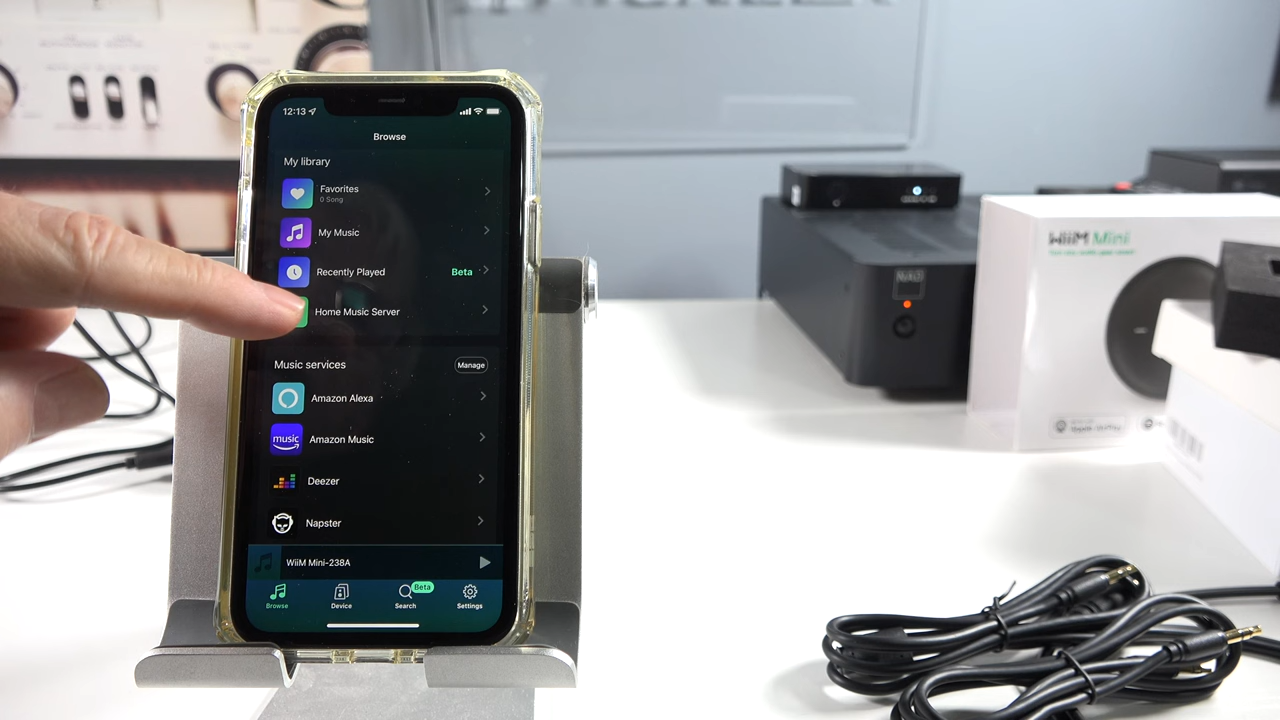 12:13
Browse
My library
Favorites
0 Song
My Music
Recently Played
Beta
Home Music Server
Music services
Manage
Amazon Alexa
music
Amazon Music
Deezer
Napster
WiiM Mini-238A
Beta
Browse
Device
Search
Settings
NAD
WiiM Mini